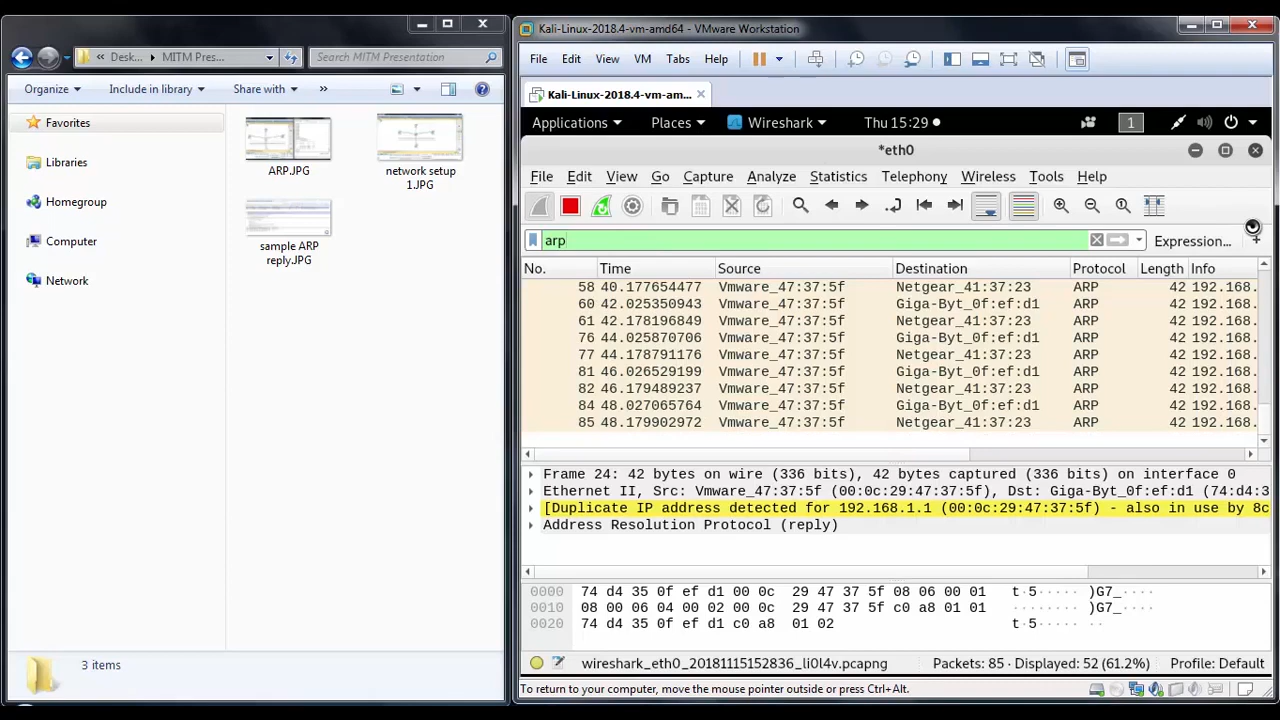 « Desk... ▸ MITM Pres...
Search MITM Presentation
Organize
Include in library
Share with
»
Favorites
Libraries
Homegroup
Computer
Network
ARP.JPG
network setup
1.JPG
sample ARP
reply.JPG
3 items
Kali-Linux-2018.4-vm-amd64 - VMware Workstation
File Edit View VM Tabs Help
Kali-Linux-2018.4-vm-am...
Applications Places Wireshark Thu 15:29 1
*eth0
File Edit View Go Capture Analyze Statistics Telephony Wireless Tools Help
arp
Expression... +
No. Time Source Destination Protocol Length Info
58 40.177654477 Vmware_47:37:5f Netgear_41:37:23 ARP 42 192.168.
60 42.025350943 Vmware_47:37:5f Giga-Byt_0f:ef:d1 ARP 42 192.168.
61 42.178196849 Vmware_47:37:5f Netgear_41:37:23 ARP 42 192.168.
76 44.025870706 Vmware_47:37:5f Giga-Byt_0f:ef:d1 ARP 42 192.168.
77 44.178791176 Vmware_47:37:5f Netgear_41:37:23 ARP 42 192.168.
81 46.026529199 Vmware_47:37:5f Giga-Byt_0f:ef:d1 ARP 42 192.168.
82 46.179489237 Vmware_47:37:5f Netgear_41:37:23 ARP 42 192.168.
84 48.027065764 Vmware_47:37:5f Giga-Byt_0f:ef:d1 ARP 42 192.168.
85 48.179902972 Vmware_47:37:5f Netgear_41:37:23 ARP 42 192.168.
Frame 24: 42 bytes on wire (336 bits), 42 bytes captured (336 bits) on interface 0
Ethernet II, Src: Vmware_47:37:5f (00:0c:29:47:37:5f), Dst: Giga-Byt_0f:ef:d1 (74:d4:3
[Duplicate IP address detected for 192.168.1.1 (00:0c:29:47:37:5f) - also in use by 8c
Address Resolution Protocol (reply)
0000 74 d4 35 0f ef d1 00 0c 29 47 37 5f 08 06 00 01 t·5····· )G7_····
0010 08 00 06 04 00 02 00 0c 29 47 37 5f c0 a8 01 01 ········ )G7_····
0020 74 d4 35 0f ef d1 c0 a8 01 02 t·5····· ··
wireshark_eth0_20181115152836_li0l4v.pcapng Packets: 85 · Displayed: 52 (61.2%) Profile: Default
To return to your computer, move the mouse pointer outside or press Ctrl+Alt.